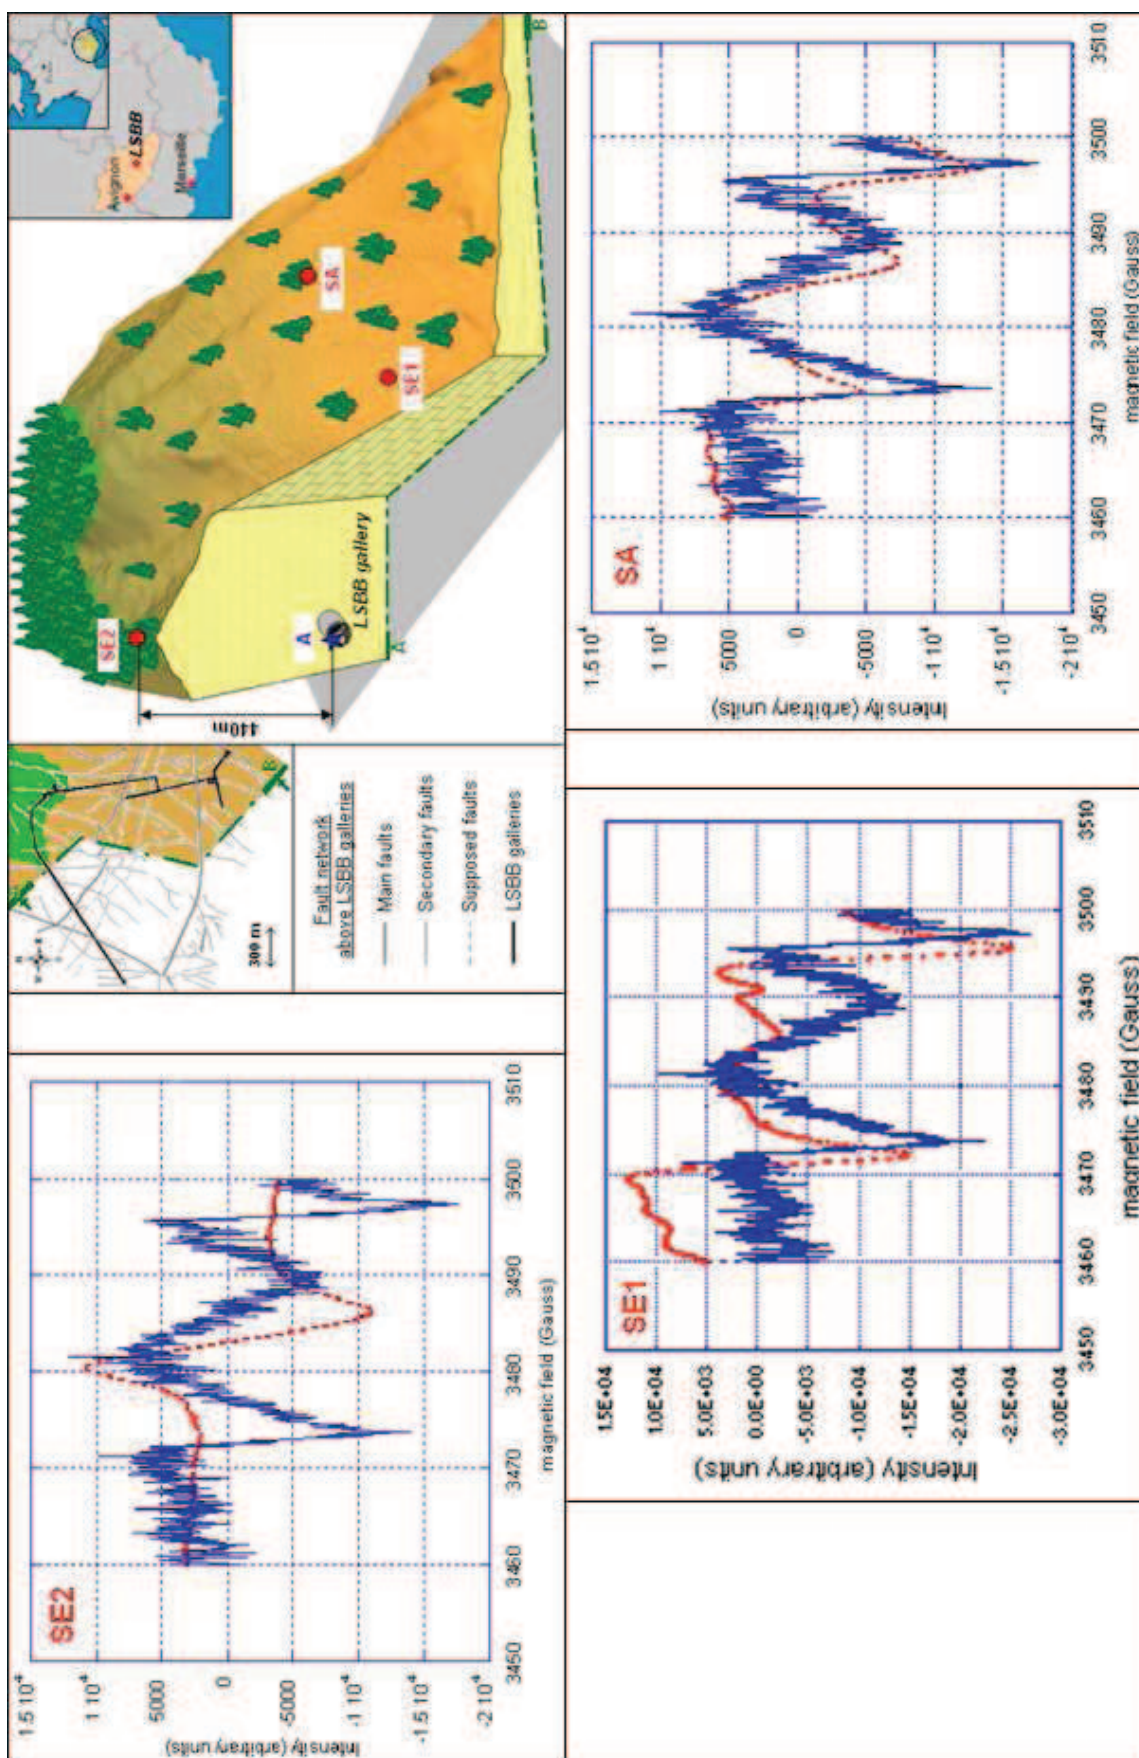 SE2
1.5 10⁴
1 10⁴
5000
0
-5000
-1 10⁴
-1.5 10⁴
-2 10⁴
Intensity (arbitrary units)
3450
3460
3470
3480
3490
3500
3510
magnetic field (Gauss)
300 m
B
Fault network
above LSBB galleries
Main faults
Secondary faults
Supposed faults
LSBB galleries
Avignon
LSBB
Marseille
SE2
440m
A
LSBB gallery
A
SE1
SA
B
SE1
1.5E+04
1.0E+04
5.0E+03
0.0E+00
-5.0E+03
-1.0E+04
-1.5E+04
-2.0E+04
-2.5E+04
-3.0E+04
Intensity (arbitrary units)
3450
3460
3470
3480
3490
3500
3510
magnetic field (Gauss)
SA
1.5 10⁴
1 10⁴
5000
0
-5000
-1 10⁴
-1.5 10⁴
-2 10⁴
Intensity (arbitrary units)
3450
3460
3470
3480
3490
3500
3510
magnetic field (Gauss)